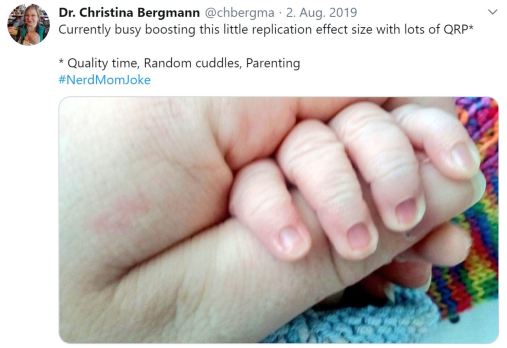 Dr. Christina Bergmann @chbergma · 2. Aug. 2019
Currently busy boosting this little replication effect size with lots of QRP*
* Quality time, Random cuddles, Parenting
#NerdMomJoke